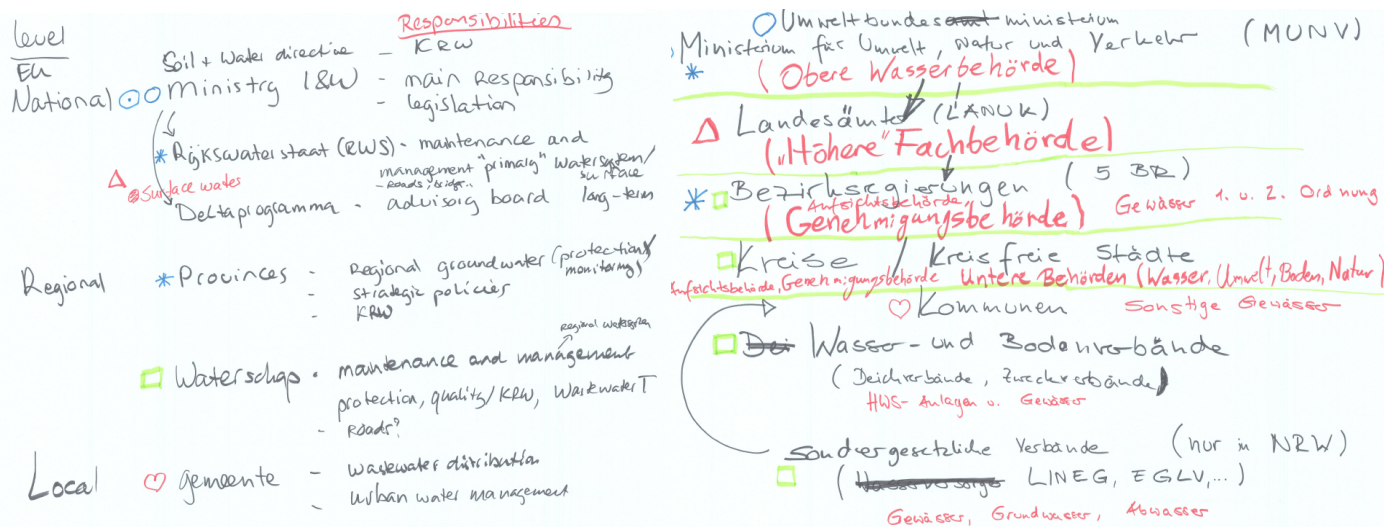 level
Responsibilities
EU
Soil + Water directive - KRW
National
Ministry I&W - main Responsibility
- legislation
* Rijkswaterstaat (RWS) - maintenance and
management "primary" watersystem/
surface
Surface water
Deltaprogramma - advisory board long-term
Regional
* Provinces - Regional groundwater (protection/
monitoring)
- strategic policies
- KRW
Regional watersystem
Waterschap - maintenance and management
protection, quality/KRW, WastewaterT
- Roads?
Local
gemeente - wastewater distribution
- urban water management
Umweltbundesamt ministerium
Ministerium für Umwelt, Natur und Verkehr (MUNV)
* (Obere Wasserbehörde)
Landesämter (LANUK)
("Höhere" Fachbehörde)
* Bezirksregierungen (5 BR)
Aufsichtsbehörde,
(Genehmigungsbehörde) Gewässer 1. u. 2. Ordnung
Kreise / Kreisfreie Städte
Aufsichtsbehörde, Genehmigungsbehörde Untere Behörden (Wasser, Umwelt, Boden, Natur)
Kommunen Sonstige Gewässer
Wasser- und Bodenverbände
(Deichverbände, Zweckverbände)
HWS-Anlagen u. Gewässer
Sondergesetzliche Verbände (nur in NRW)
(LINEG, EGLV,...)
Gewässer, Grundwasser, Abwasser